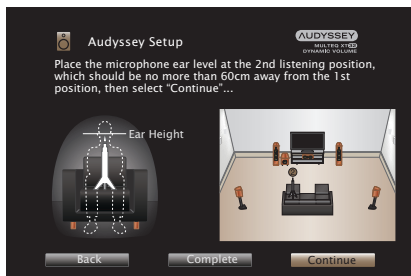 Audyssey Setup
AUDYSSEY
MULTEQ XT32
DYNAMIC VOLUME
Place the microphone ear level at the 2nd listening position,
which should be no more than 60cm away from the 1st
position, then select “Continue”...
Ear Height
2
Back
Complete
Continue